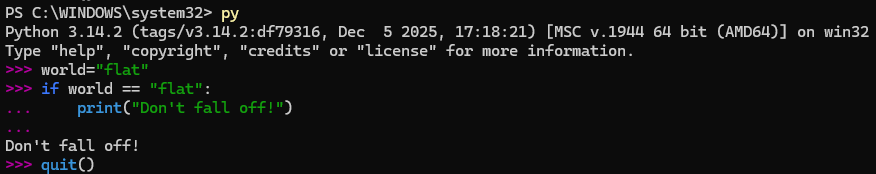 PS C:\WINDOWS\system32> py
Python 3.14.2 (tags/v3.14.2:df79316, Dec  5 2025, 17:18:21) [MSC v.1944 64 bit (AMD64)] on win32
Type "help", "copyright", "credits" or "license" for more information.
>>> world="flat"
>>> if world == "flat":
...     print("Don't fall off!")
...
Don't fall off!
>>> quit()